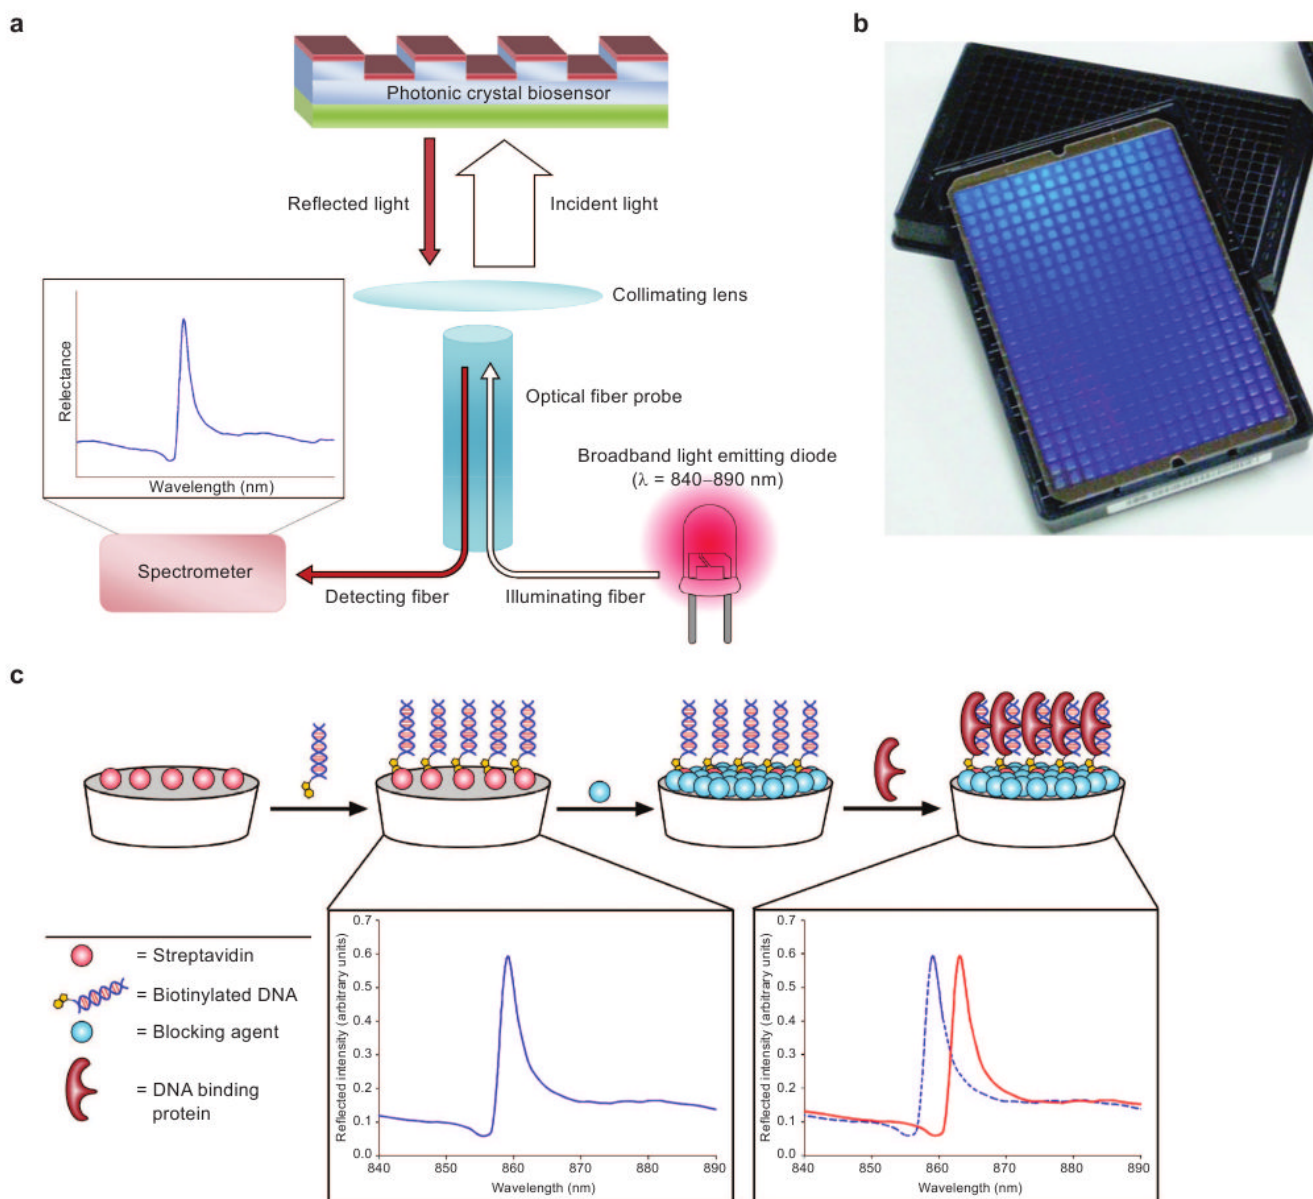 a
Photonic crystal biosensor
Reflected light
Incident light
Collimating lens
Relectance
Wavelength (nm)
Optical fiber probe
Broadband light emitting diode
(λ = 840–890 nm)
Spectrometer
Detecting fiber
Illuminating fiber
b
c
= Streptavidin
= Biotinylated DNA
= Blocking agent
= DNA binding
protein
Reflected intensity (arbitrary units)
0.7
0.6
0.5
0.4
0.3
0.2
0.1
0.0
840 850 860 870 880 890
Wavelength (nm)
Reflected intensity (arbitrary units)
0.7
0.6
0.5
0.4
0.3
0.2
0.1
0.0
840 850 860 870 880 890
Wavelength (nm)